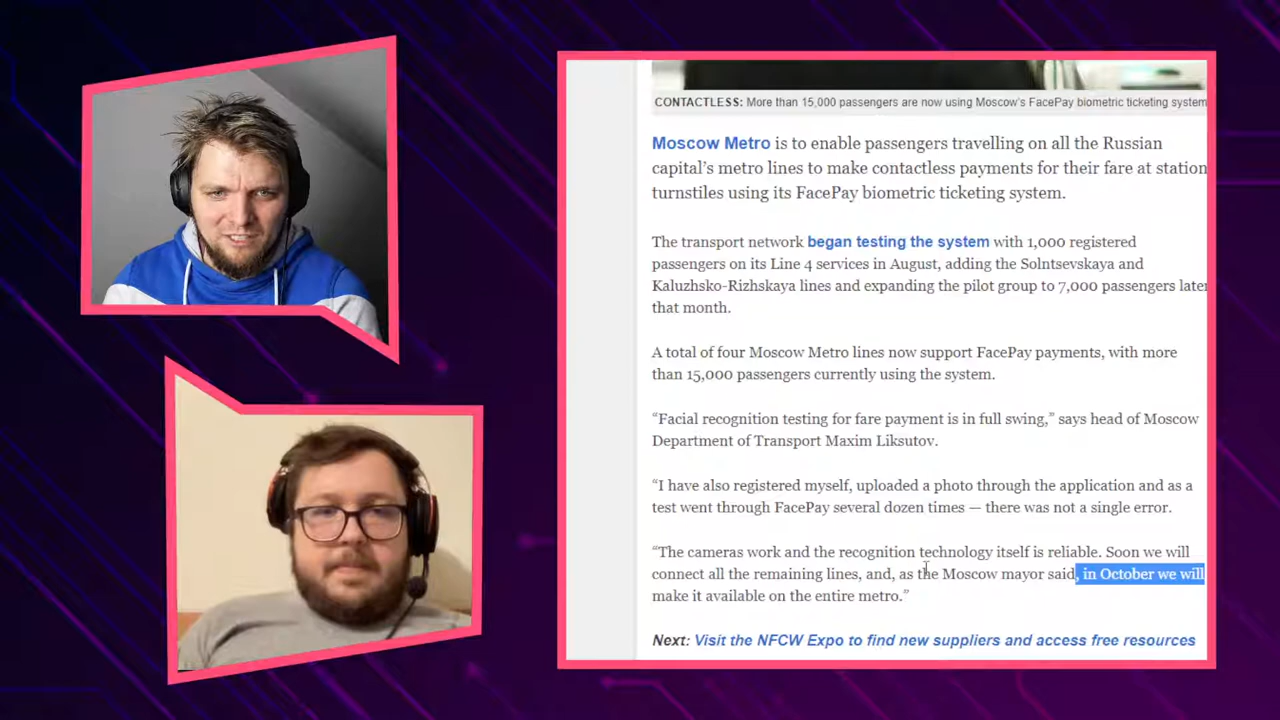 CONTACTLESS: More than 15,000 passengers are now using Moscow's FacePay biometric ticketing system
Moscow Metro is to enable passengers travelling on all the Russian
capital's metro lines to make contactless payments for their fare at station
turnstiles using its FacePay biometric ticketing system.
The transport network began testing the system with 1,000 registered
passengers on its Line 4 services in August, adding the Solntsevskaya and
Kaluzhsko-Rizhskaya lines and expanding the pilot group to 7,000 passengers later
that month.
A total of four Moscow Metro lines now support FacePay payments, with more
than 15,000 passengers currently using the system.
“Facial recognition testing for fare payment is in full swing,” says head of Moscow
Department of Transport Maxim Liksutov.
“I have also registered myself, uploaded a photo through the application and as a
test went through FacePay several dozen times — there was not a single error.
“The cameras work and the recognition technology itself is reliable. Soon we will
connect all the remaining lines, and, as the Moscow mayor said, in October we will
make it available on the entire metro.”
Next: Visit the NFCW Expo to find new suppliers and access free resources